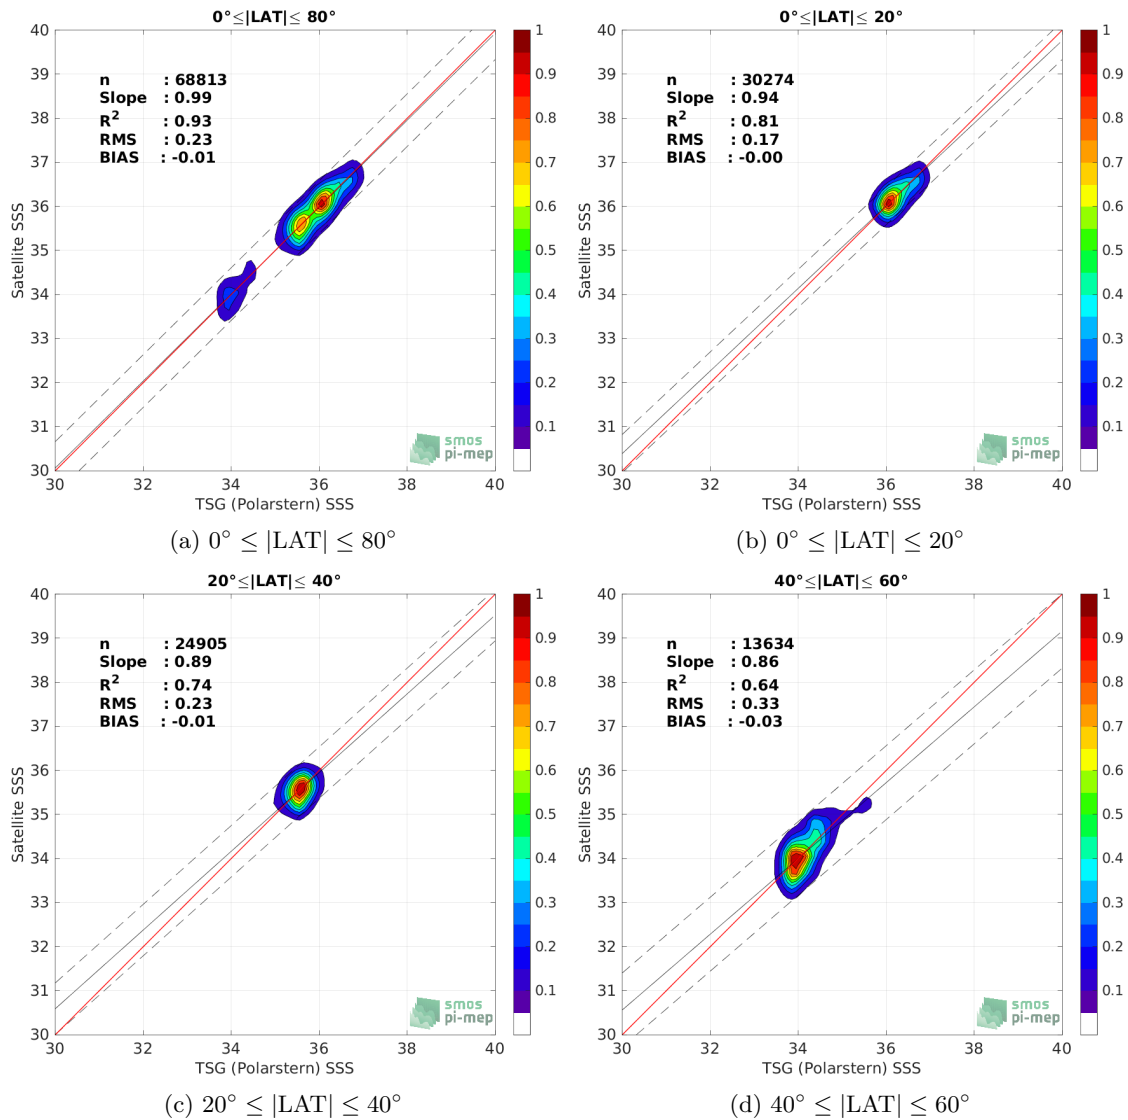 0°≤|LAT|≤ 80°
40
39
38
37
36
35
34
33
32
31
30
Satellite SSS
n : 68813
Slope : 0.99
R² : 0.93
RMS : 0.23
BIAS : -0.01
smos
pi-mep
30 32 34 36 38 40
TSG (Polarstern) SSS
1
0.9
0.8
0.7
0.6
0.5
0.4
0.3
0.2
0.1
(a) 0° ≤ |LAT| ≤ 80°
0°≤|LAT|≤ 20°
40
39
38
37
36
35
34
33
32
31
30
Satellite SSS
n : 30274
Slope : 0.94
R² : 0.81
RMS : 0.17
BIAS : -0.00
smos
pi-mep
30 32 34 36 38 40
TSG (Polarstern) SSS
1
0.9
0.8
0.7
0.6
0.5
0.4
0.3
0.2
0.1
(b) 0° ≤ |LAT| ≤ 20°
20°≤|LAT|≤ 40°
40
39
38
37
36
35
34
33
32
31
30
Satellite SSS
n : 24905
Slope : 0.89
R² : 0.74
RMS : 0.23
BIAS : -0.01
smos
pi-mep
30 32 34 36 38 40
TSG (Polarstern) SSS
1
0.9
0.8
0.7
0.6
0.5
0.4
0.3
0.2
0.1
(c) 20° ≤ |LAT| ≤ 40°
40°≤|LAT|≤ 60°
40
39
38
37
36
35
34
33
32
31
30
Satellite SSS
n : 13634
Slope : 0.86
R² : 0.64
RMS : 0.33
BIAS : -0.03
smos
pi-mep
30 32 34 36 38 40
TSG (Polarstern) SSS
1
0.9
0.8
0.7
0.6
0.5
0.4
0.3
0.2
0.1
(d) 40° ≤ |LAT| ≤ 60°